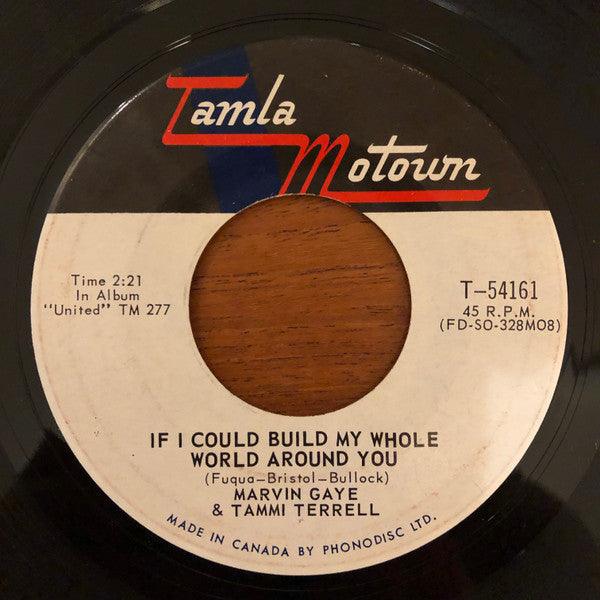 Tamla
Motown
Time 2:21
In Album
"United" TM 277
T-54161
45 R.P.M.
(FD-SO-328MO8)
IF I COULD BUILD MY WHOLE
WORLD AROUND YOU
(Fuqua-Bristol-Bullock)
MARVIN GAYE
& TAMMI TERRELL
MADE IN CANADA BY PHONODISC LTD.